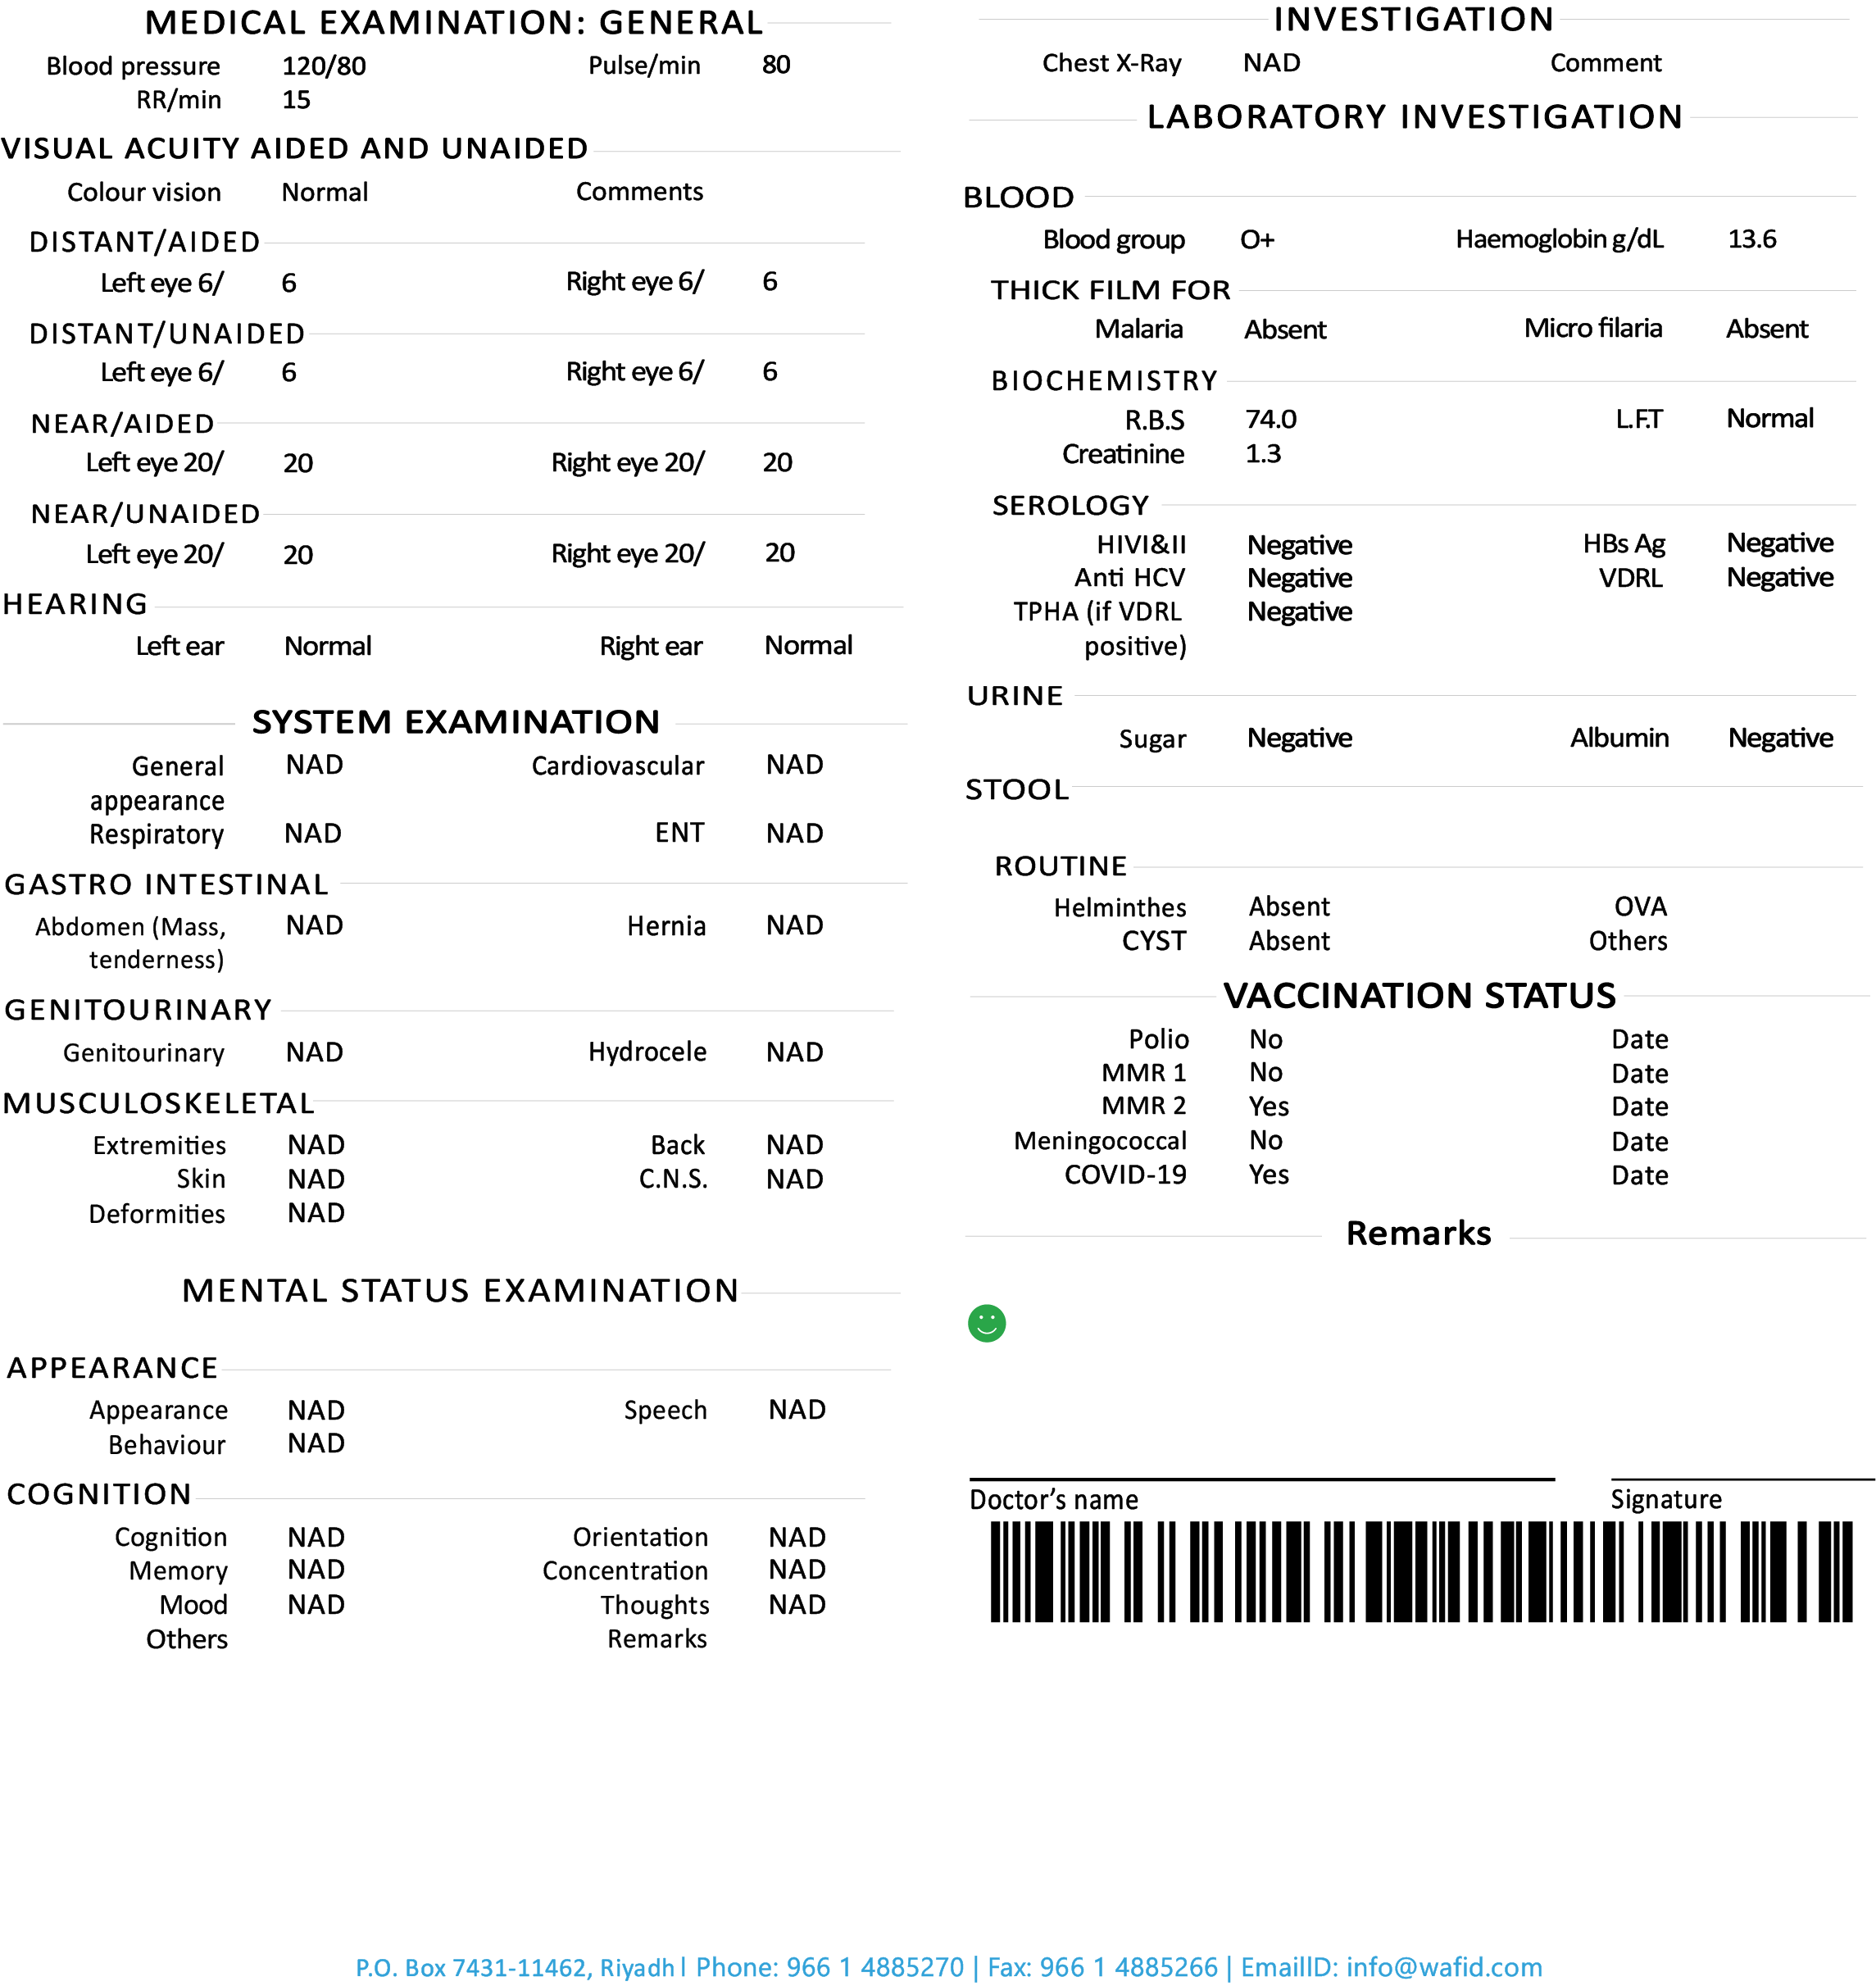 MEDICAL EXAMINATION: GENERAL
Blood pressure 120/80 Pulse/min 80
RR/min 15
VISUAL ACUITY AIDED AND UNAIDED
Colour vision Normal Comments
DISTANT/AIDED
Left eye 6/ 6 Right eye 6/ 6
DISTANT/UNAIDED
Left eye 6/ 6 Right eye 6/ 6
NEAR/AIDED
Left eye 20/ 20 Right eye 20/ 20
NEAR/UNAIDED
Left eye 20/ 20 Right eye 20/ 20
HEARING
Left ear Normal Right ear Normal
SYSTEM EXAMINATION
General NAD Cardiovascular NAD
appearance
Respiratory NAD ENT NAD
GASTRO INTESTINAL
Abdomen (Mass, NAD Hernia NAD
tenderness)
GENITOURINARY
Genitourinary NAD Hydrocele NAD
MUSCULOSKELETAL
Extremities NAD Back NAD
Skin NAD C.N.S. NAD
Deformities NAD
MENTAL STATUS EXAMINATION
APPEARANCE
Appearance NAD Speech NAD
Behaviour NAD
COGNITION
Cognition NAD Orientation NAD
Memory NAD Concentration NAD
Mood NAD Thoughts NAD
Others Remarks
INVESTIGATION
Chest X-Ray NAD Comment
LABORATORY INVESTIGATION
BLOOD
Blood group O+ Haemoglobin g/dL 13.6
THICK FILM FOR
Malaria Absent Micro filaria Absent
BIOCHEMISTRY
R.B.S 74.0 L.F.T Normal
Creatinine 1.3
SEROLOGY
HIVI&II Negative HBs Ag Negative
Anti HCV Negative VDRL Negative
TPHA (if VDRL Negative
positive)
URINE
Sugar Negative Albumin Negative
STOOL
ROUTINE
Helminthes Absent OVA
CYST Absent Others
VACCINATION STATUS
Polio No Date
MMR 1 No Date
MMR 2 Yes Date
Meningococcal No Date
COVID-19 Yes Date
Remarks
Doctor's name Signature
P.O. Box 7431-11462, Riyadh| Phone: 966 1 4885270 | Fax: 966 1 4885266 | EmailID: info@wafid.com